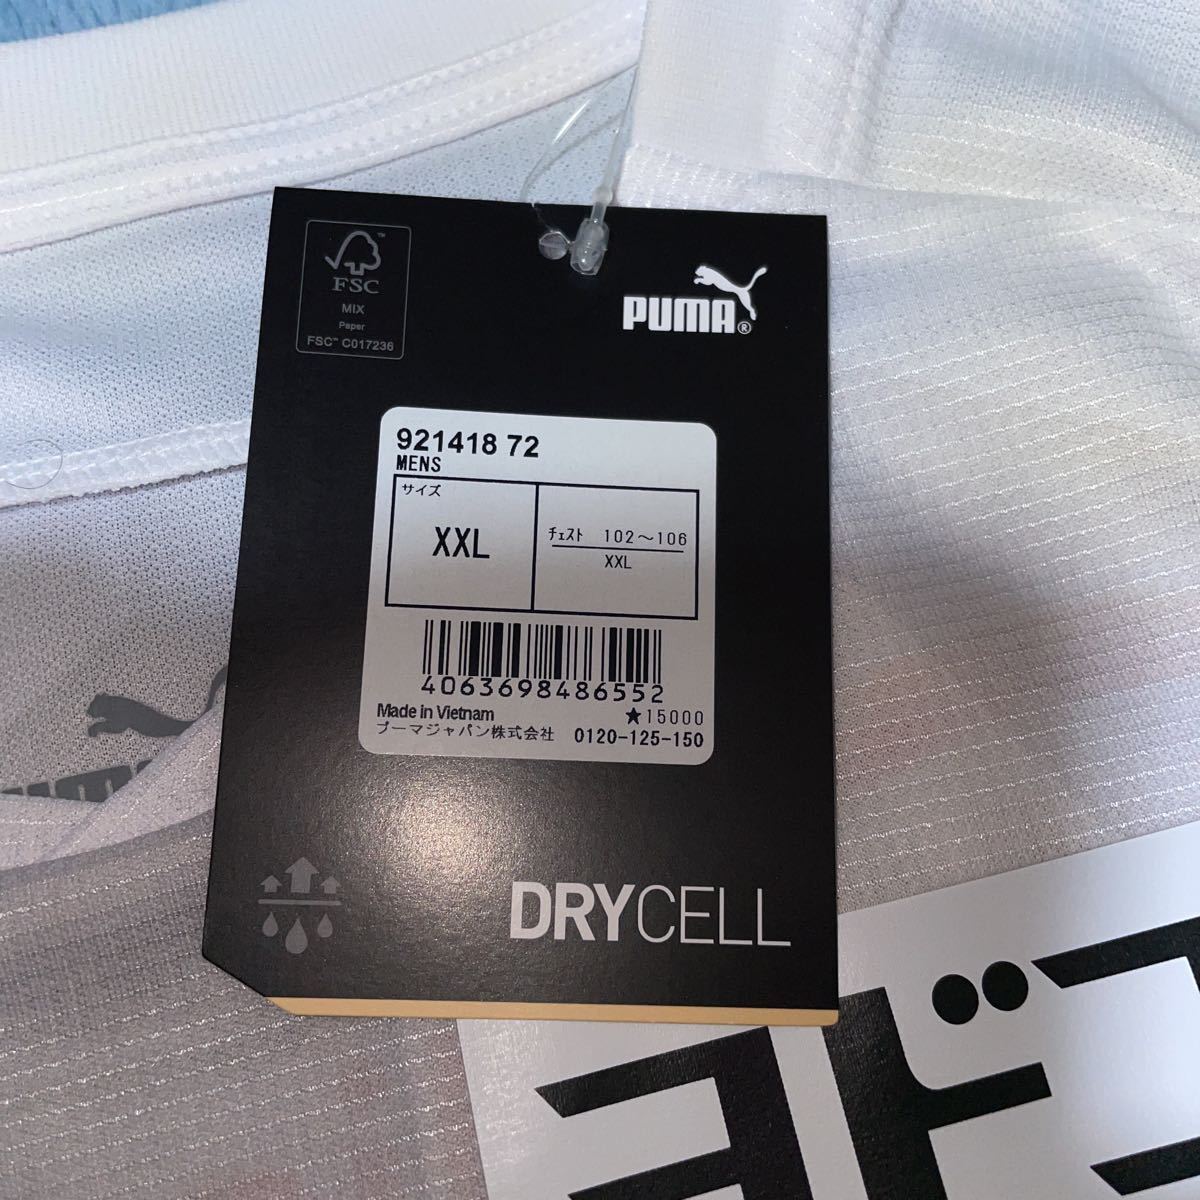 FSC™
MIX
Paper
FSC™ C017236
PUMA®
921418 72
MENS
サイズ
XXL
チェスト 102～106
XXL
4063698486552
Made in Vietnam
★15000
プーマジャパン株式会社 0120-125-150
DRYCELL